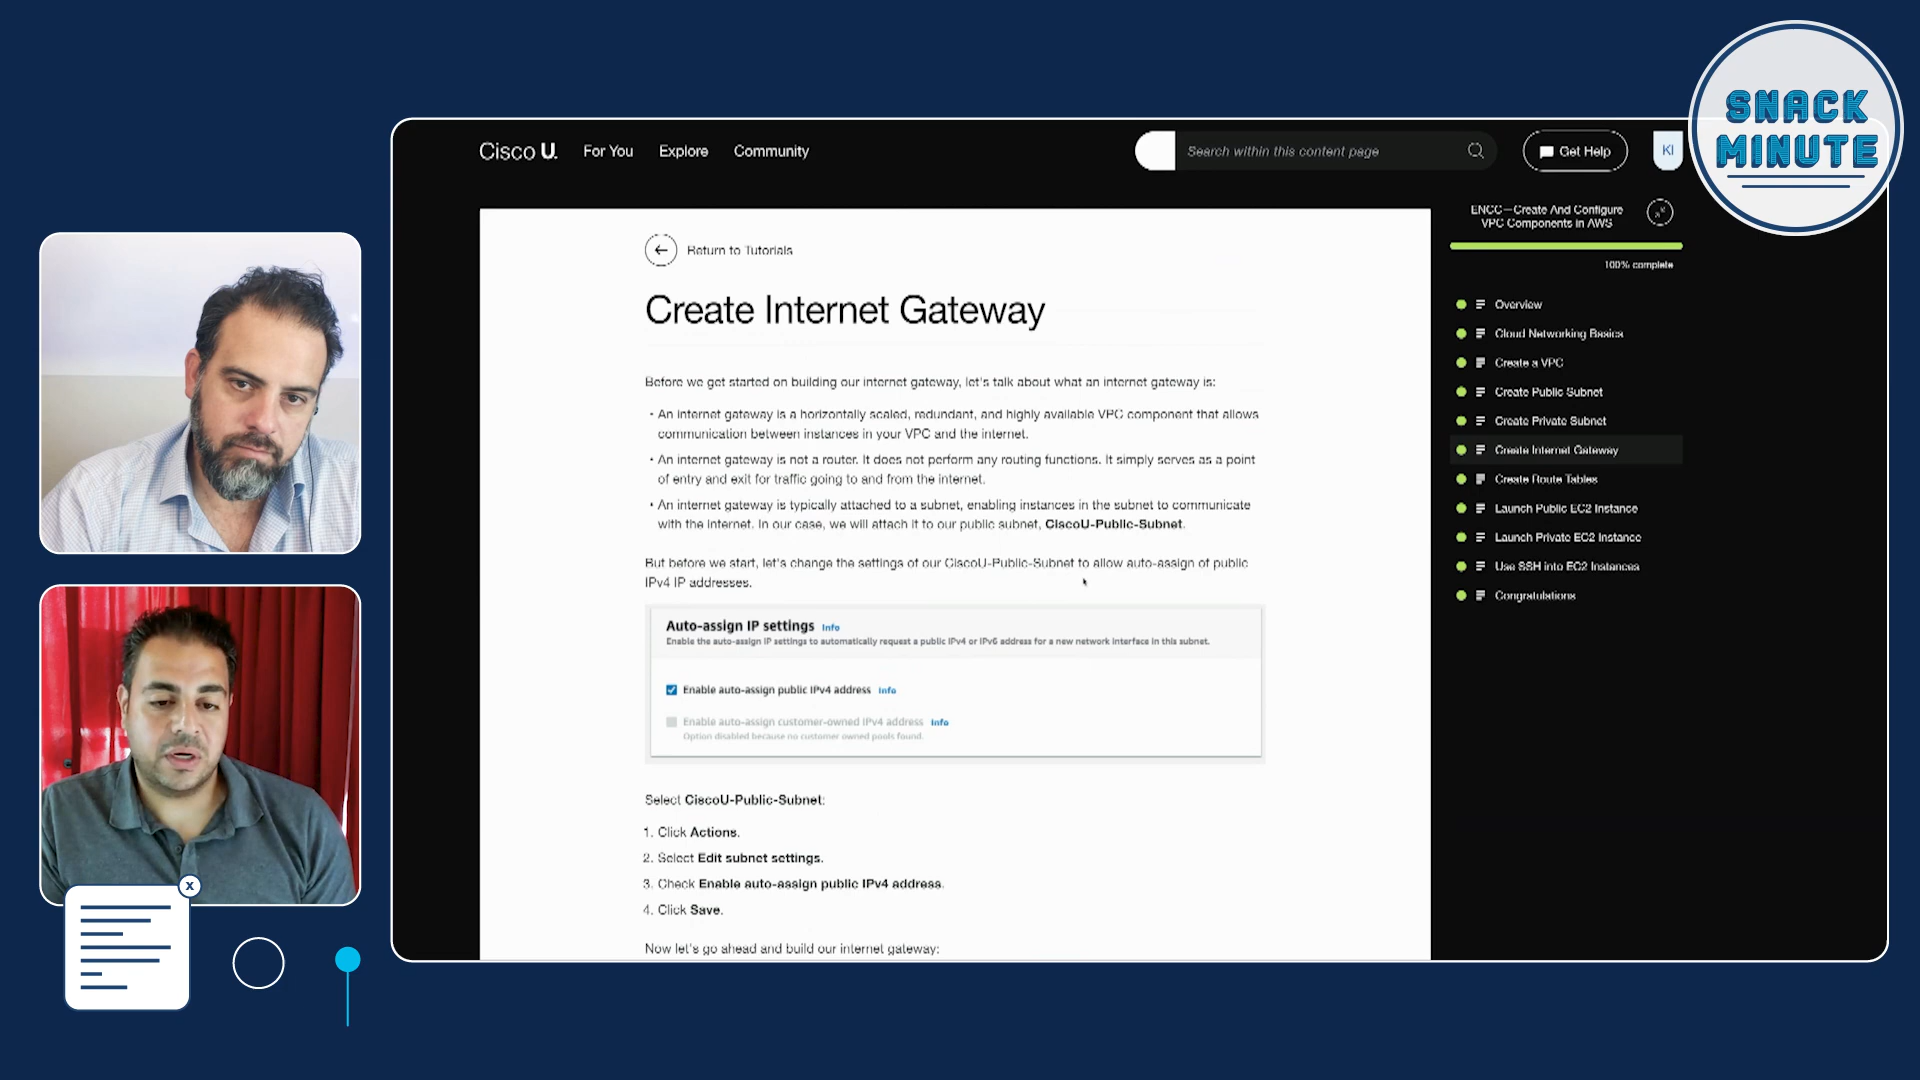 SNACK
MINUTE
Cisco U.
For You
Explore
Community
Search within this content page
Get Help
KI
Return to Tutorials
Create Internet Gateway
Before we get started on building our internet gateway, let's talk about what an internet gateway is:
• An internet gateway is a horizontally scaled, redundant, and highly available VPC component that allows
communication between instances in your VPC and the internet.
• An internet gateway is not a router. It does not perform any routing functions. It simply serves as a point
of entry and exit for traffic going to and from the internet.
• An internet gateway is typically attached to a subnet, enabling instances in the subnet to communicate
with the internet. In our case, we will attach it to our public subnet, CiscoU-Public-Subnet.
But before we start, let's change the settings of our CiscoU-Public-Subnet to allow auto-assign of public
IPv4 IP addresses.
Auto-assign IP settings Info
Enable the auto-assign IP settings to automatically request a public IPv4 or IPv6 address for a new network interface in this subnet.
Enable auto-assign public IPv4 address Info
Enable auto-assign customer-owned IPv4 address Info
Option disabled because no customer owned pools found.
Select CiscoU-Public-Subnet:
1. Click Actions.
2. Select Edit subnet settings.
3. Check Enable auto-assign public IPv4 address.
4. Click Save.
Now let's go ahead and build our internet gateway:
ENCC—Create And Configure
VPC Components in AWS
100% complete
Overview
Cloud Networking Basics
Create a VPC
Create Public Subnet
Create Private Subnet
Create Internet Gateway
Create Route Tables
Launch Public EC2 Instance
Launch Private EC2 Instance
Use SSH into EC2 Instances
Congratulations
x